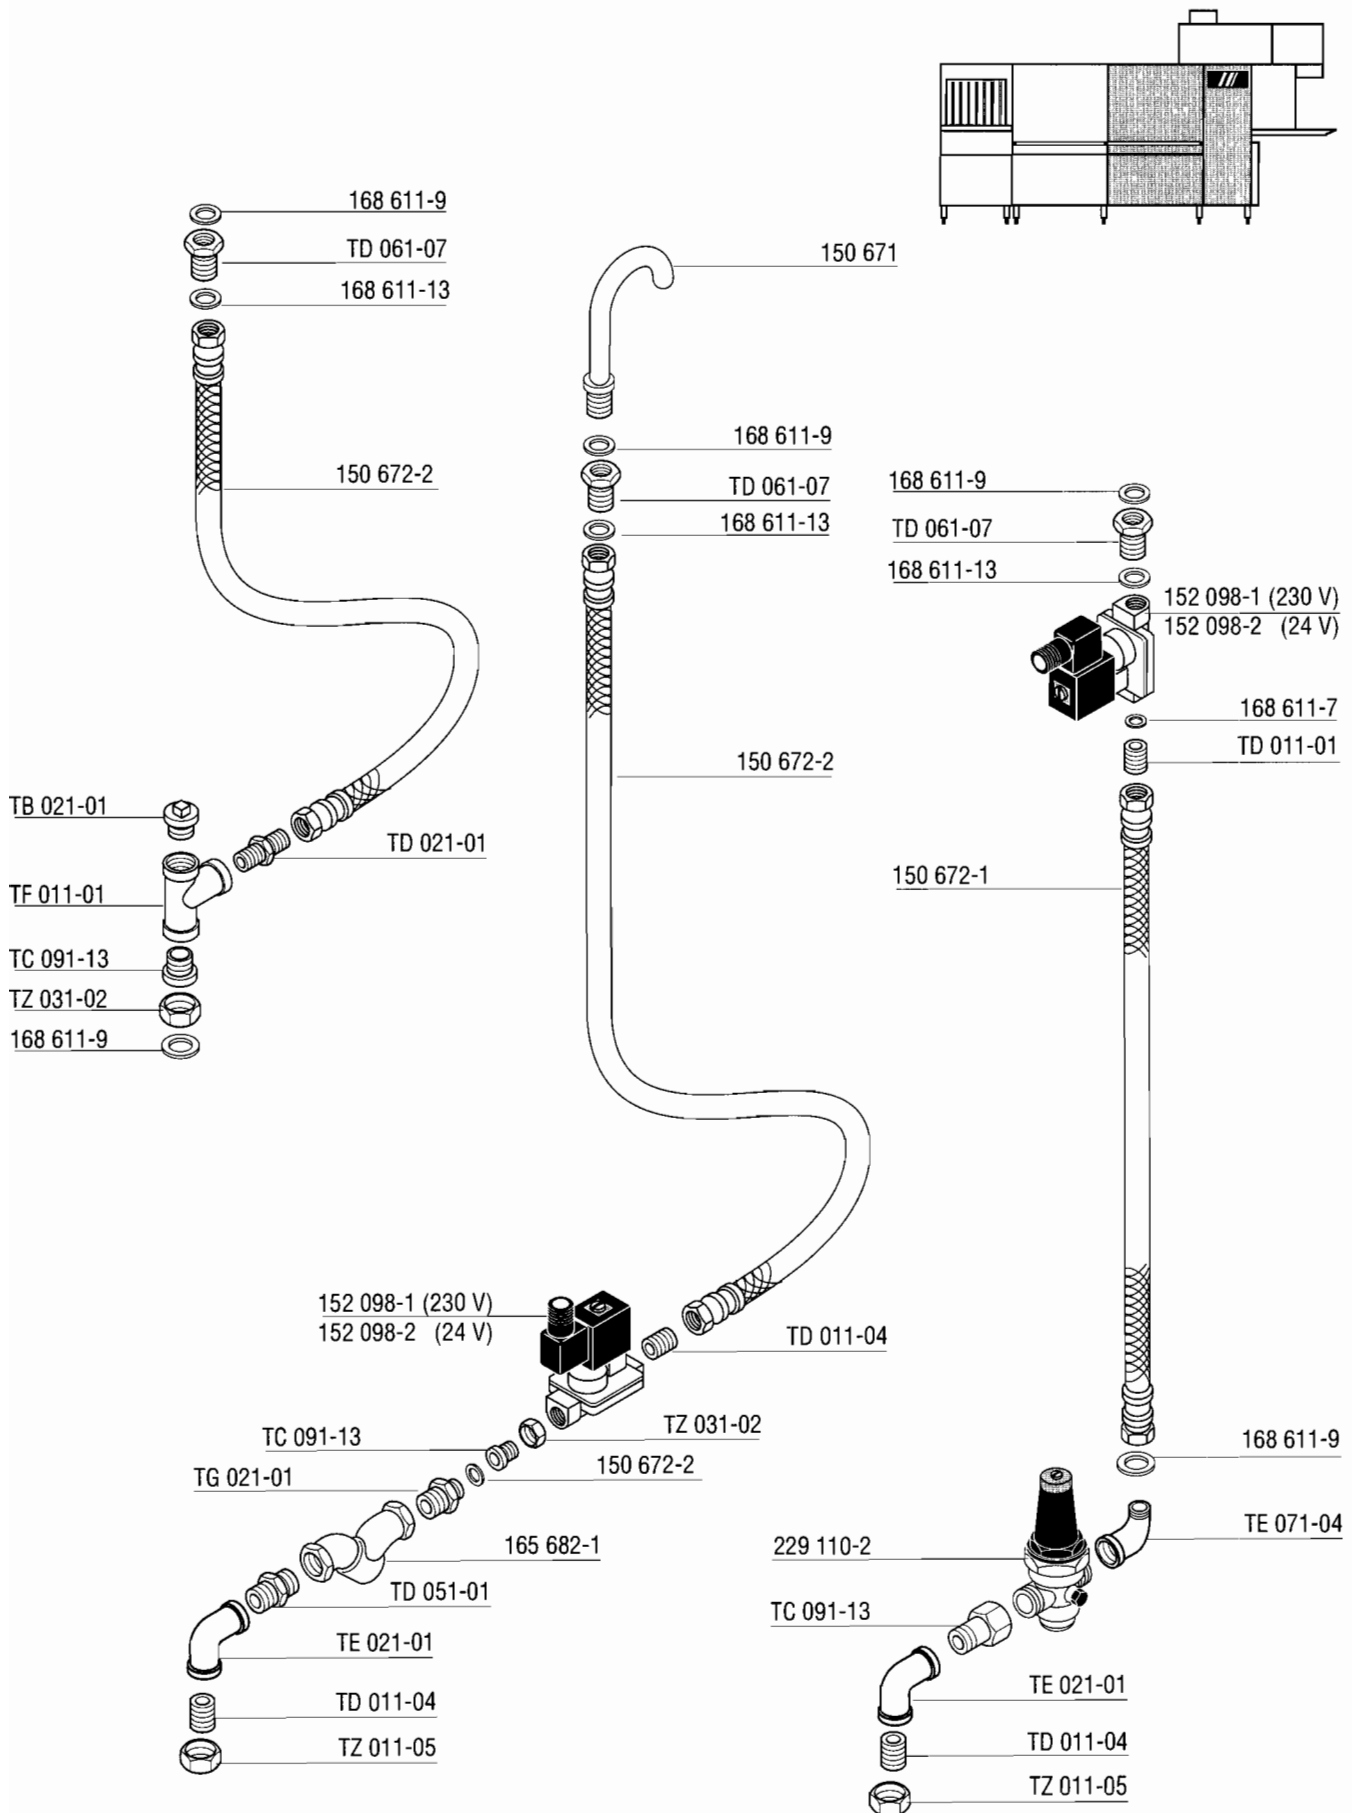 168 611-9
TD 061-07
168 611-13
150 672-2
TB 021-01
TD 021-01
TF 011-01
TC 091-13
TZ 031-02
168 611-9
150 671
168 611-9
TD 061-07
168 611-13
150 672-2
152 098-1 (230 V)
152 098-2 (24 V)
TD 011-04
TC 091-13
TZ 031-02
TG 021-01
150 672-2
165 682-1
TD 051-01
TE 021-01
TD 011-04
TZ 011-05
168 611-9
TD 061-07
168 611-13
152 098-1 (230 V)
152 098-2 (24 V)
168 611-7
TD 011-01
150 672-1
168 611-9
TE 071-04
229 110-2
TC 091-13
TE 021-01
TD 011-04
TZ 011-05